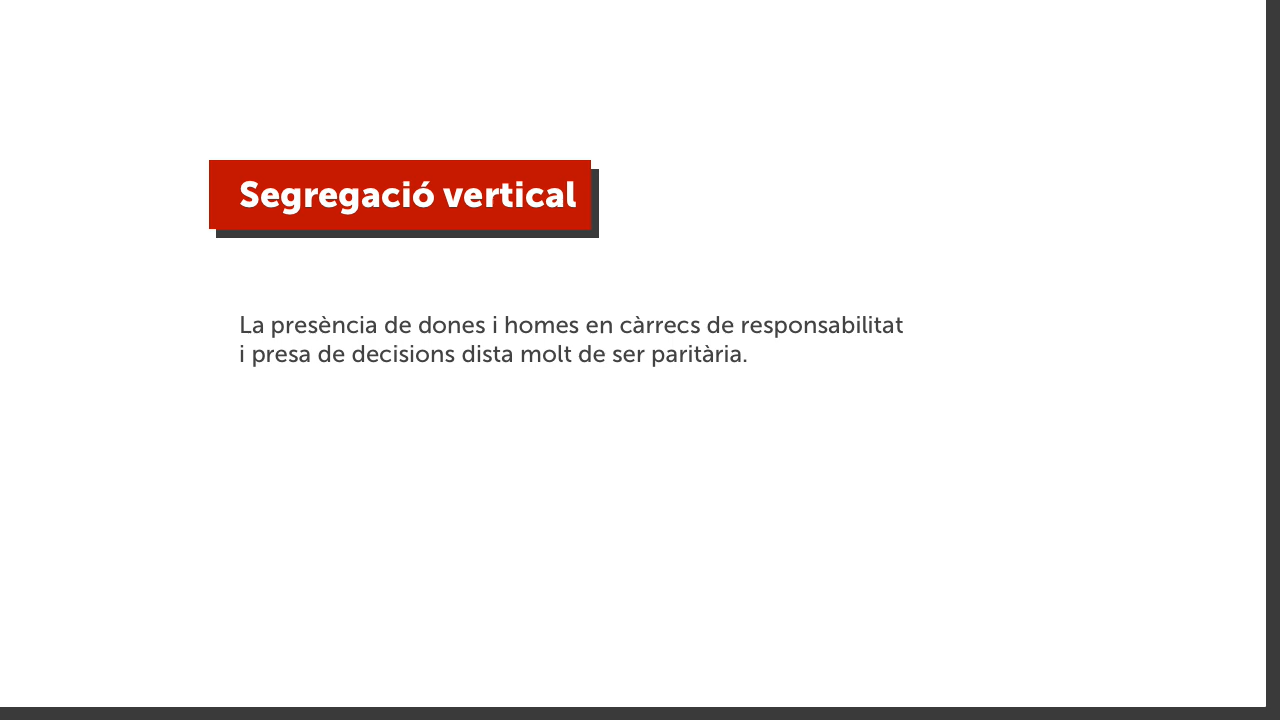 Segregació vertical
La presència de dones i homes en càrrecs de responsabilitat
i presa de decisions dista molt de ser paritària.